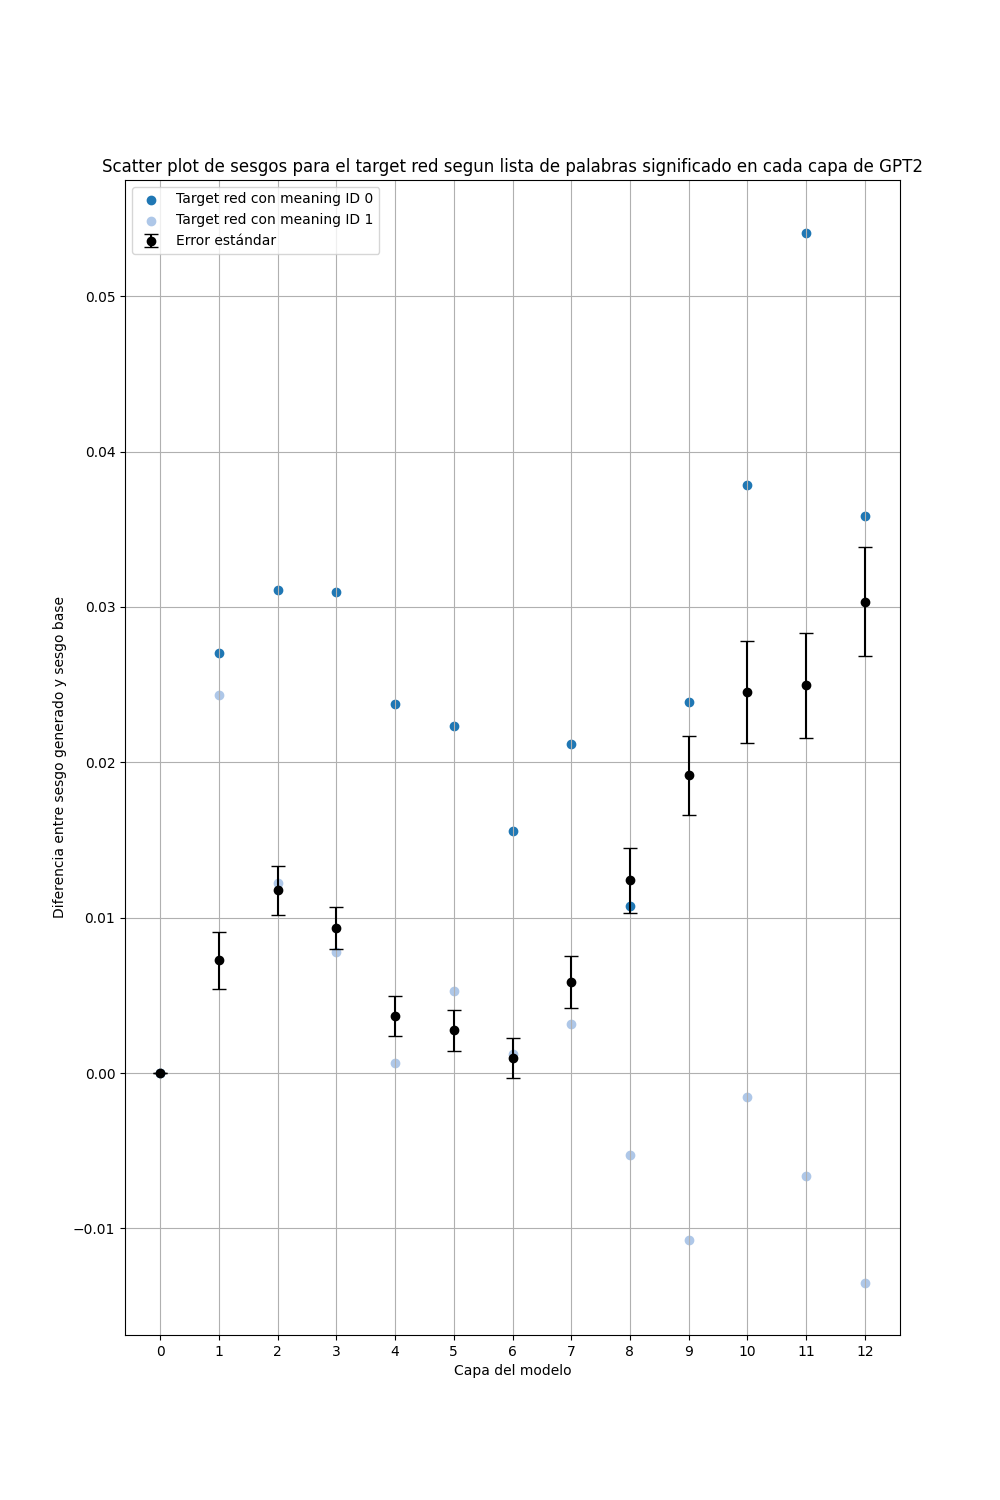 Scatter plot de sesgos para el target red segun lista de palabras significado en cada capa de GPT2
Target red con meaning ID 0
Target red con meaning ID 1
Error estándar
Diferencia entre sesgo generado y sesgo base
0.05
0.04
0.03
0.02
0.01
0.00
−0.01
0 1 2 3 4 5 6 7 8 9 10 11 12
Capa del modelo